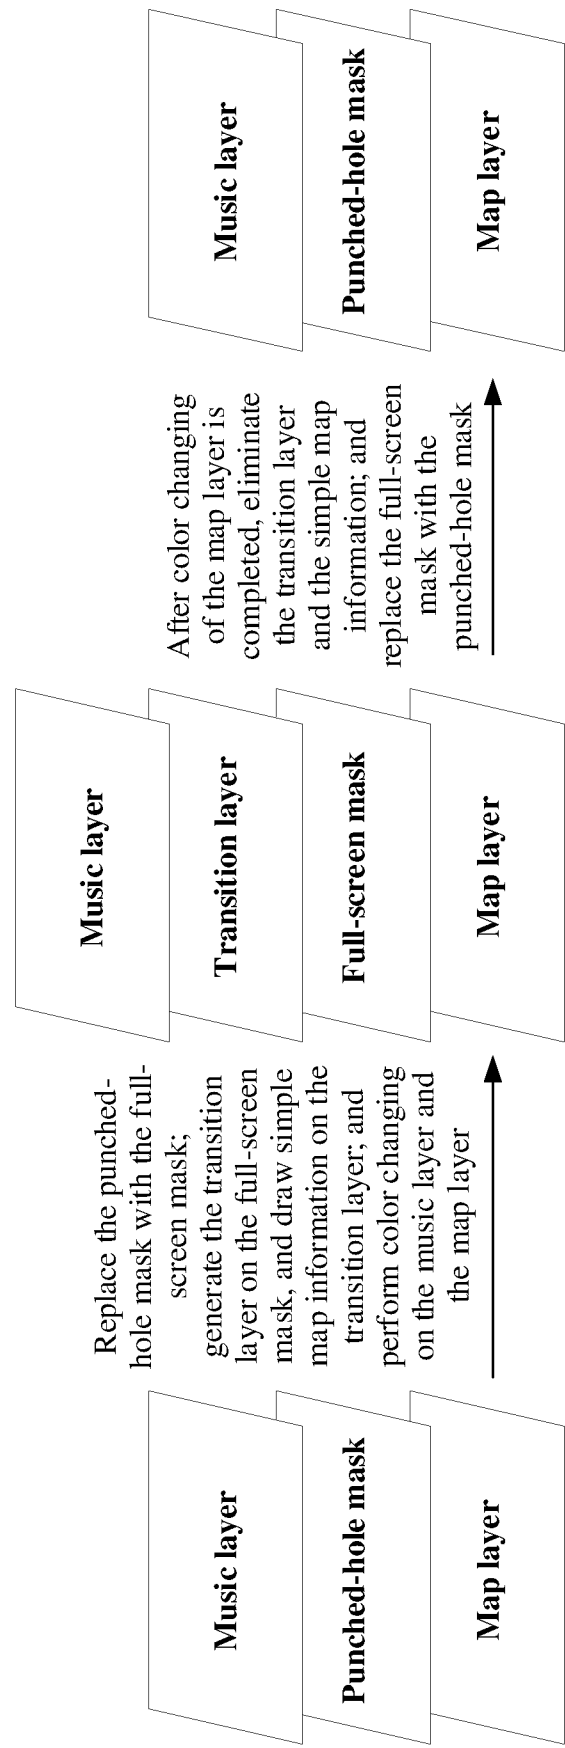 Music layer
Punched-hole mask
Map layer
Replace the punched-
hole mask with the full-
screen mask;
generate the transition
layer on the full-screen
mask, and draw simple
map information on the
transition layer; and
perform color changing
on the music layer and
the map layer
Music layer
Transition layer
Full-screen mask
Map layer
After color changing
of the map layer is
completed, eliminate
the transition layer
and the simple map
information; and
replace the full-screen
mask with the
punched-hole mask
Music layer
Punched-hole mask
Map layer